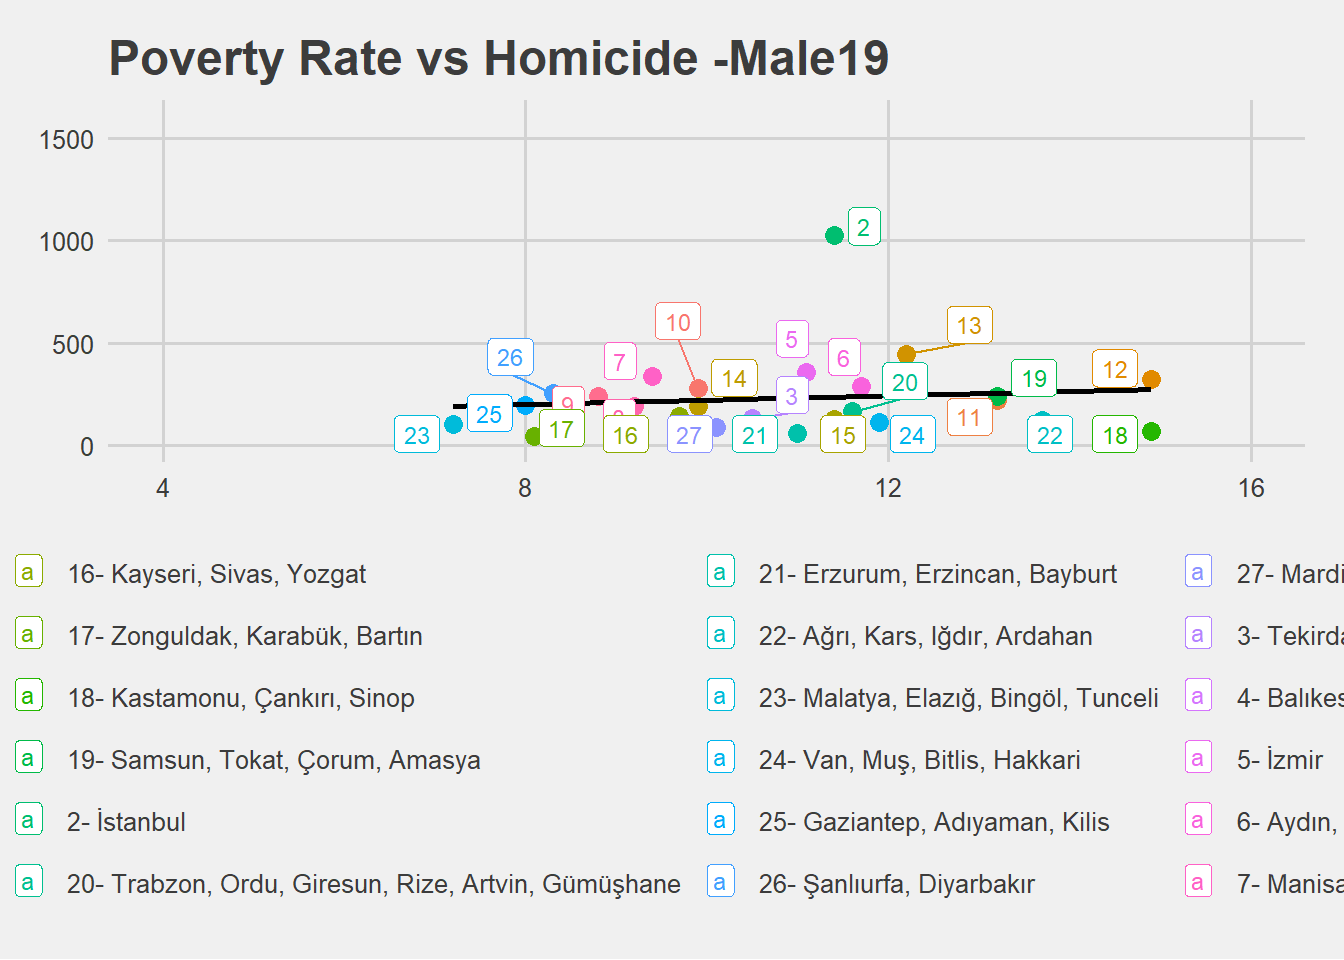 Poverty Rate vs Homicide -Male19
1500
1000
500
0
2
10
13
5
26
7
6
14
12
20
19
3
9
25
17
11
23
16
27
21
15
24
22
18
4
8
12
16
a 16- Kayseri, Sivas, Yozgat
a 17- Zonguldak, Karabük, Bartın
a 18- Kastamonu, Çankırı, Sinop
a 19- Samsun, Tokat, Çorum, Amasya
a 2- İstanbul
a 20- Trabzon, Ordu, Giresun, Rize, Artvin, Gümüşhane
a 21- Erzurum, Erzincan, Bayburt
a 22- Ağrı, Kars, Iğdır, Ardahan
a 23- Malatya, Elazığ, Bingöl, Tunceli
a 24- Van, Muş, Bitlis, Hakkari
a 25- Gaziantep, Adıyaman, Kilis
a 26- Şanlıurfa, Diyarbakır
a 27- Mardi
a 3- Tekirda
a 4- Balıkes
a 5- İzmir
a 6- Aydın,
a 7- Manisa